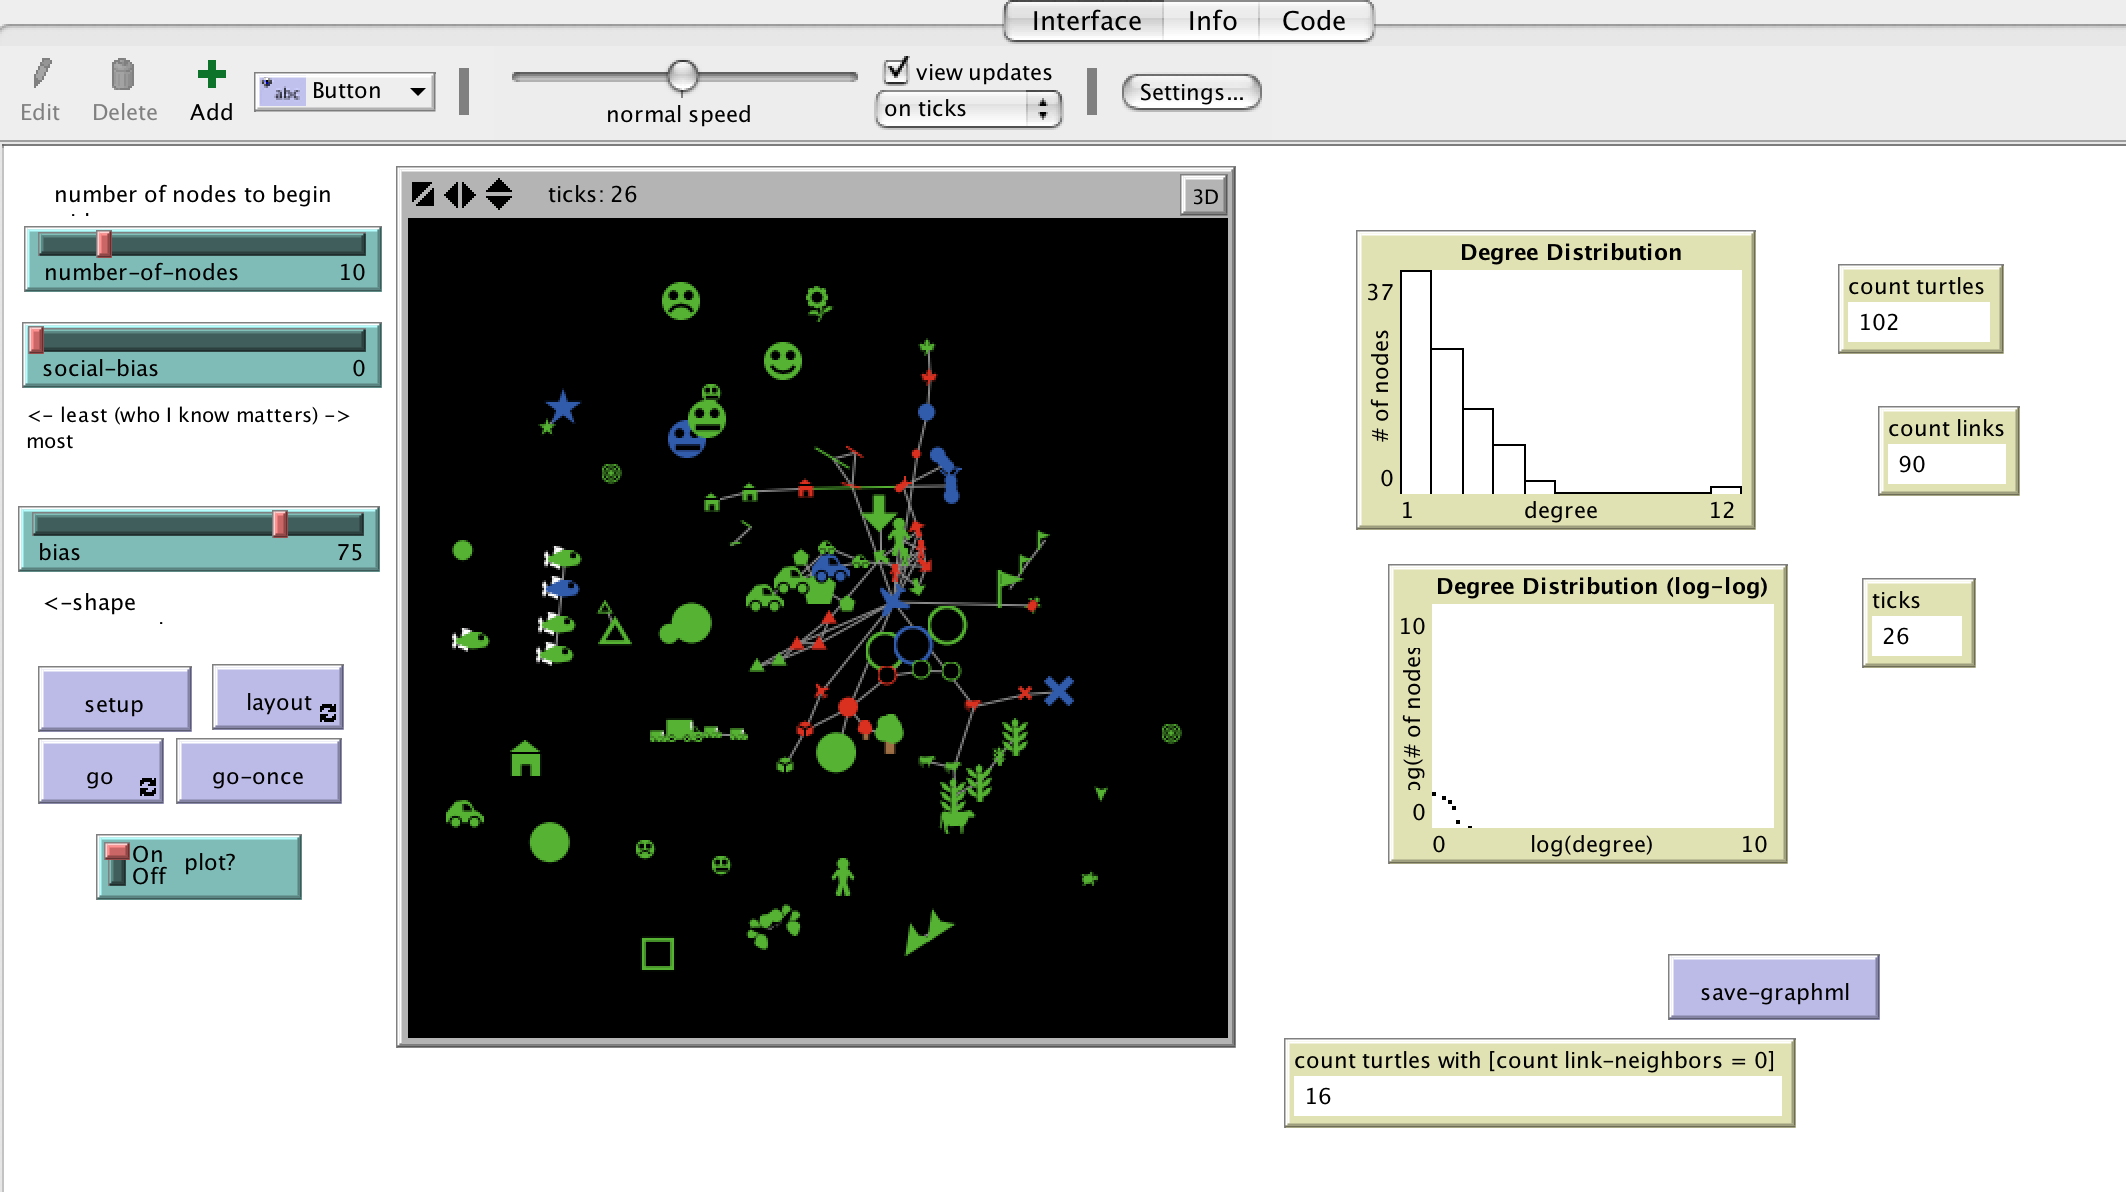 Interface Info Code
Edit Delete Add abc Button normal speed view updates on ticks Settings...
number of nodes to begin
number-of-nodes 10
social-bias 0
<- least (who I know matters) ->
most
bias 75
<-shape
setup
layout
go
go-once
On
Off
plot?
ticks: 26
3D
Degree Distribution
37
# of nodes
0
1
degree
12
Degree Distribution (log-log)
10
# of nodes
0
0
log(degree)
10
count turtles
102
count links
90
ticks
26
save-graphml
count turtles with [count link-neighbors = 0]
16